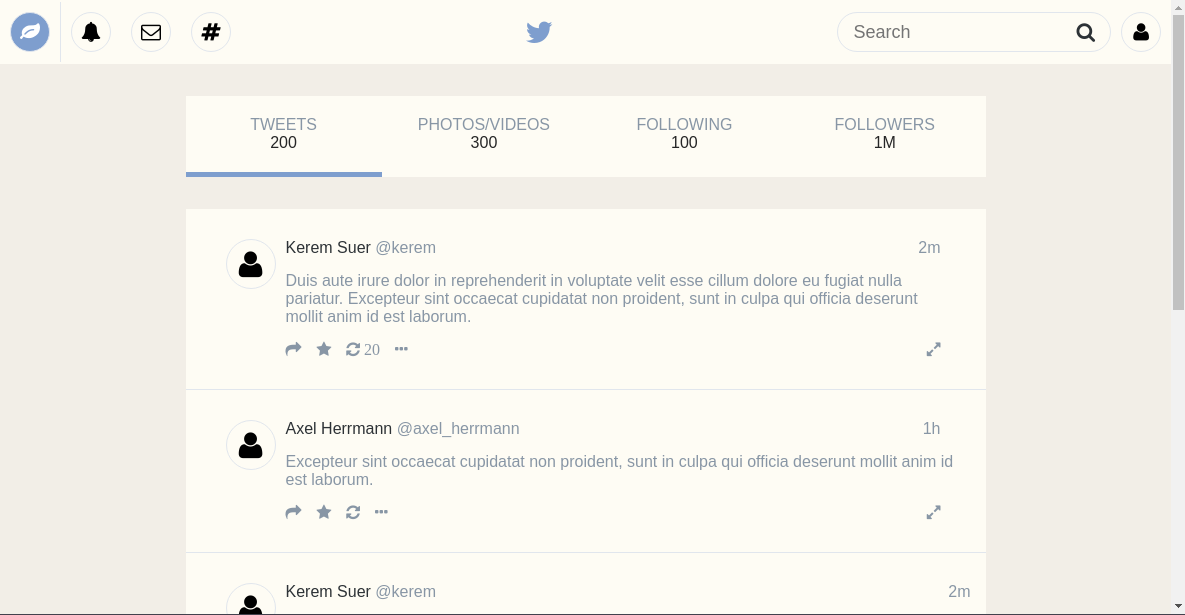 #
Search
TWEETS
200
PHOTOS/VIDEOS
300
FOLLOWING
100
FOLLOWERS
1M
Kerem Suer @kerem 2m
Duis aute irure dolor in reprehenderit in voluptate velit esse cillum dolore eu fugiat nulla
pariatur. Excepteur sint occaecat cupidatat non proident, sunt in culpa qui officia deserunt
mollit anim id est laborum.
20
Axel Herrmann @axel_herrmann 1h
Excepteur sint occaecat cupidatat non proident, sunt in culpa qui officia deserunt mollit anim id
est laborum.
Kerem Suer @kerem 2m